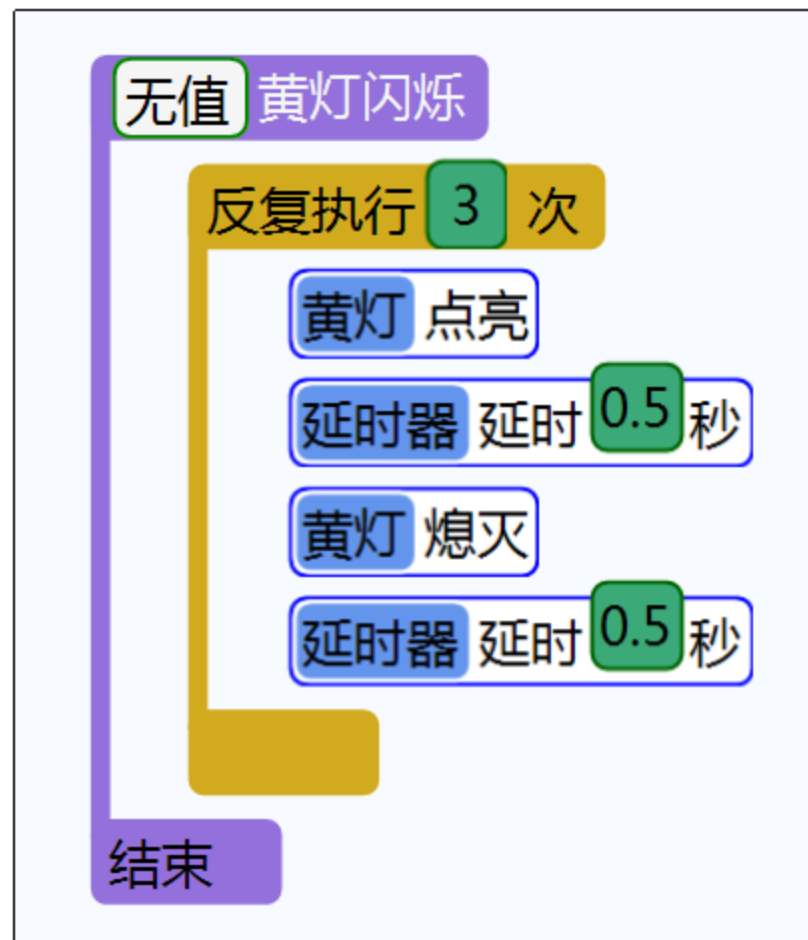 无值 黄灯闪烁
反复执行 3 次
黄灯 点亮
延时器 延时 0.5 秒
黄灯 熄灭
延时器 延时 0.5 秒
结束